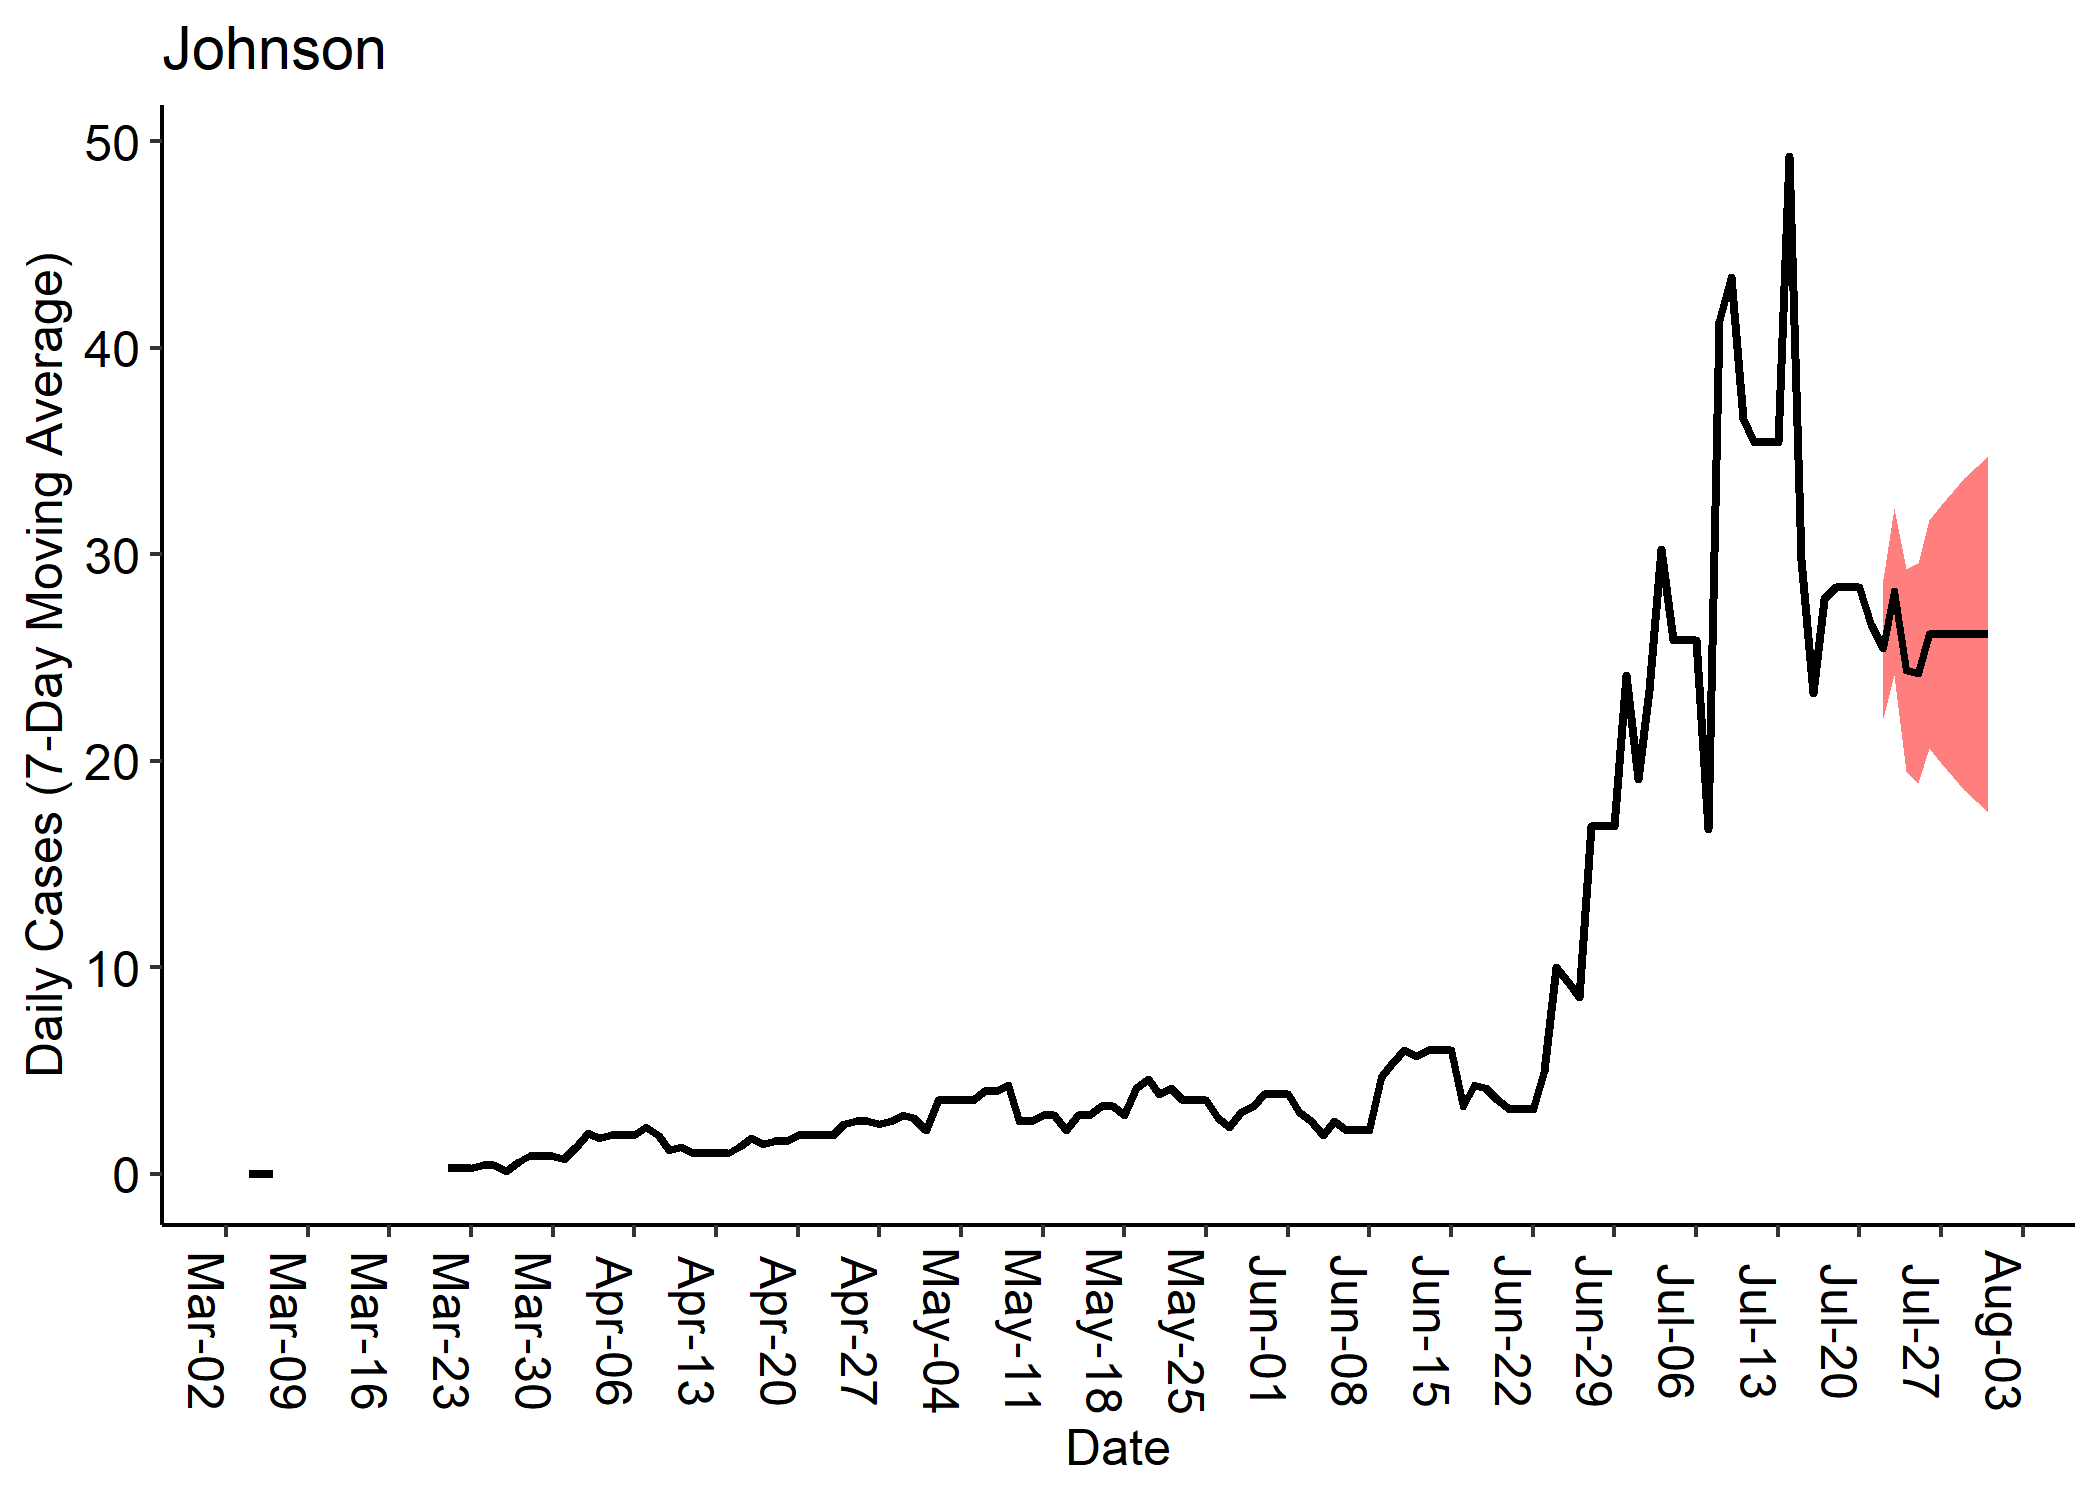 Johnson
Daily Cases (7-Day Moving Average)
50
40
30
20
10
0
Mar-02
Mar-09
Mar-16
Mar-23
Mar-30
Apr-06
Apr-13
Apr-20
Apr-27
May-04
May-11
May-18
May-25
Jun-01
Jun-08
Jun-15
Jun-22
Jun-29
Jul-06
Jul-13
Jul-20
Jul-27
Aug-03
Date